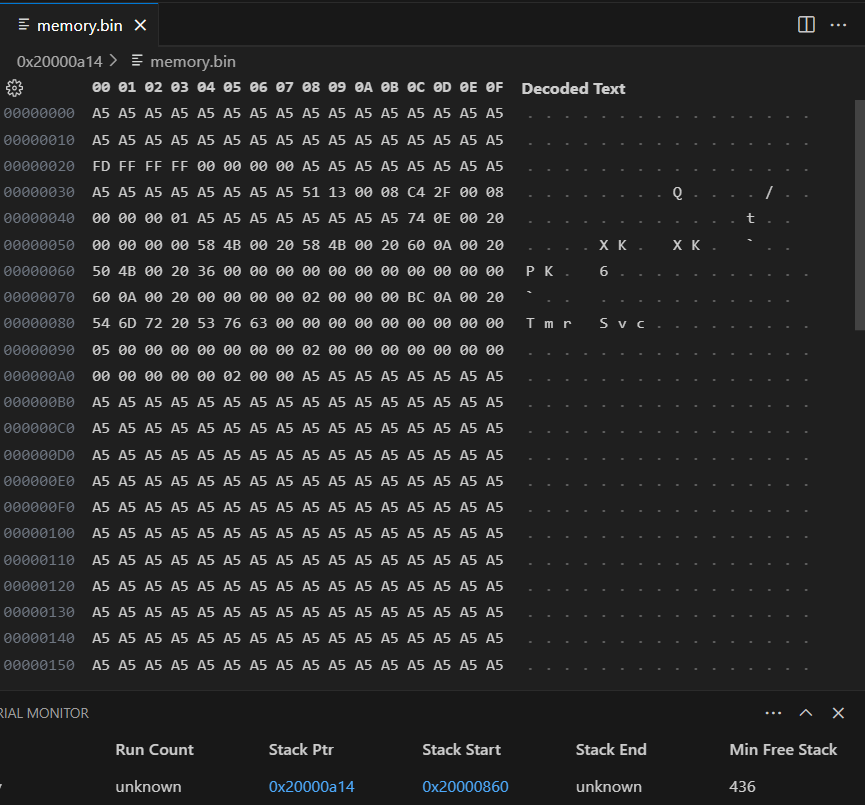 memory.bin
0x20000a14 > memory.bin
00 01 02 03 04 05 06 07 08 09 0A 0B 0C 0D 0E 0F Decoded Text
00000000 A5 A5 A5 A5 A5 A5 A5 A5 A5 A5 A5 A5 A5 A5 A5 A5 . . . . . . . . . . . . . . . .
00000010 A5 A5 A5 A5 A5 A5 A5 A5 A5 A5 A5 A5 A5 A5 A5 A5 . . . . . . . . . . . . . . . .
00000020 FD FF FF FF 00 00 00 00 A5 A5 A5 A5 A5 A5 A5 A5 . . . . . . . . . . . . . . . .
00000030 A5 A5 A5 A5 A5 A5 A5 A5 51 13 00 08 C4 2F 00 08 . . . . . . . . Q . . . . / . .
00000040 00 00 00 01 A5 A5 A5 A5 A5 A5 A5 A5 74 0E 00 20 . . . . . . . . . . . . t . .
00000050 00 00 00 00 58 4B 00 20 58 4B 00 20 60 0A 00 20 . . . . X K .   X K .   ` . .
00000060 50 4B 00 20 36 00 00 00 00 00 00 00 00 00 00 00 P K .   6 . . . . . . . . . . .
00000070 60 0A 00 20 00 00 00 00 02 00 00 00 BC 0A 00 20 ` . .   . . . . . . . . . . .
00000080 54 6D 72 20 53 76 63 00 00 00 00 00 00 00 00 00 T m r   S v c . . . . . . . . .
00000090 05 00 00 00 00 00 00 00 02 00 00 00 00 00 00 00 . . . . . . . . . . . . . . . .
000000A0 00 00 00 00 00 02 00 00 A5 A5 A5 A5 A5 A5 A5 A5 . . . . . . . . . . . . . . . .
000000B0 A5 A5 A5 A5 A5 A5 A5 A5 A5 A5 A5 A5 A5 A5 A5 A5 . . . . . . . . . . . . . . . .
000000C0 A5 A5 A5 A5 A5 A5 A5 A5 A5 A5 A5 A5 A5 A5 A5 A5 . . . . . . . . . . . . . . . .
000000D0 A5 A5 A5 A5 A5 A5 A5 A5 A5 A5 A5 A5 A5 A5 A5 A5 . . . . . . . . . . . . . . . .
000000E0 A5 A5 A5 A5 A5 A5 A5 A5 A5 A5 A5 A5 A5 A5 A5 A5 . . . . . . . . . . . . . . . .
000000F0 A5 A5 A5 A5 A5 A5 A5 A5 A5 A5 A5 A5 A5 A5 A5 A5 . . . . . . . . . . . . . . . .
00000100 A5 A5 A5 A5 A5 A5 A5 A5 A5 A5 A5 A5 A5 A5 A5 A5 . . . . . . . . . . . . . . . .
00000110 A5 A5 A5 A5 A5 A5 A5 A5 A5 A5 A5 A5 A5 A5 A5 A5 . . . . . . . . . . . . . . . .
00000120 A5 A5 A5 A5 A5 A5 A5 A5 A5 A5 A5 A5 A5 A5 A5 A5 . . . . . . . . . . . . . . . .
00000130 A5 A5 A5 A5 A5 A5 A5 A5 A5 A5 A5 A5 A5 A5 A5 A5 . . . . . . . . . . . . . . . .
00000140 A5 A5 A5 A5 A5 A5 A5 A5 A5 A5 A5 A5 A5 A5 A5 A5 . . . . . . . . . . . . . . . .
00000150 A5 A5 A5 A5 A5 A5 A5 A5 A5 A5 A5 A5 A5 A5 A5 A5 . . . . . . . . . . . . . . . .
RIAL MONITOR
Run Count Stack Ptr Stack Start Stack End Min Free Stack
unknown 0x20000a14 0x20000860 unknown 436